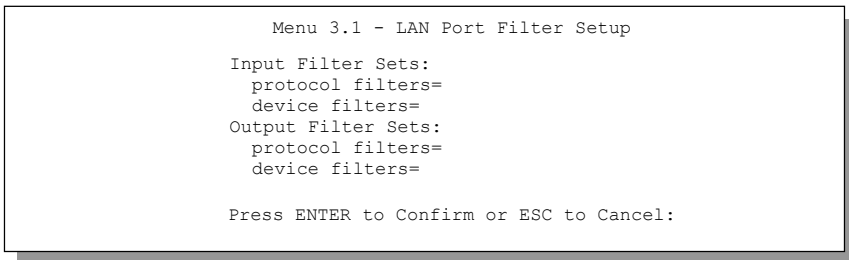 Menu 3.1 - LAN Port Filter Setup
Input Filter Sets:
protocol filters=
device filters=
Output Filter Sets:
protocol filters=
device filters=
Press ENTER to Confirm or ESC to Cancel: